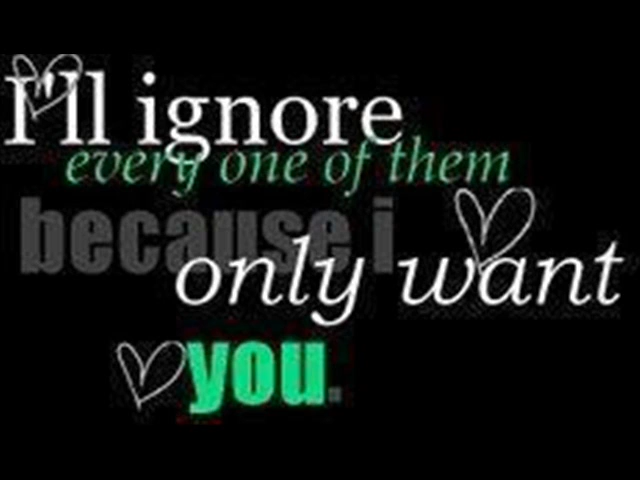 I'll ignore
every one of them
because i
only want
you.